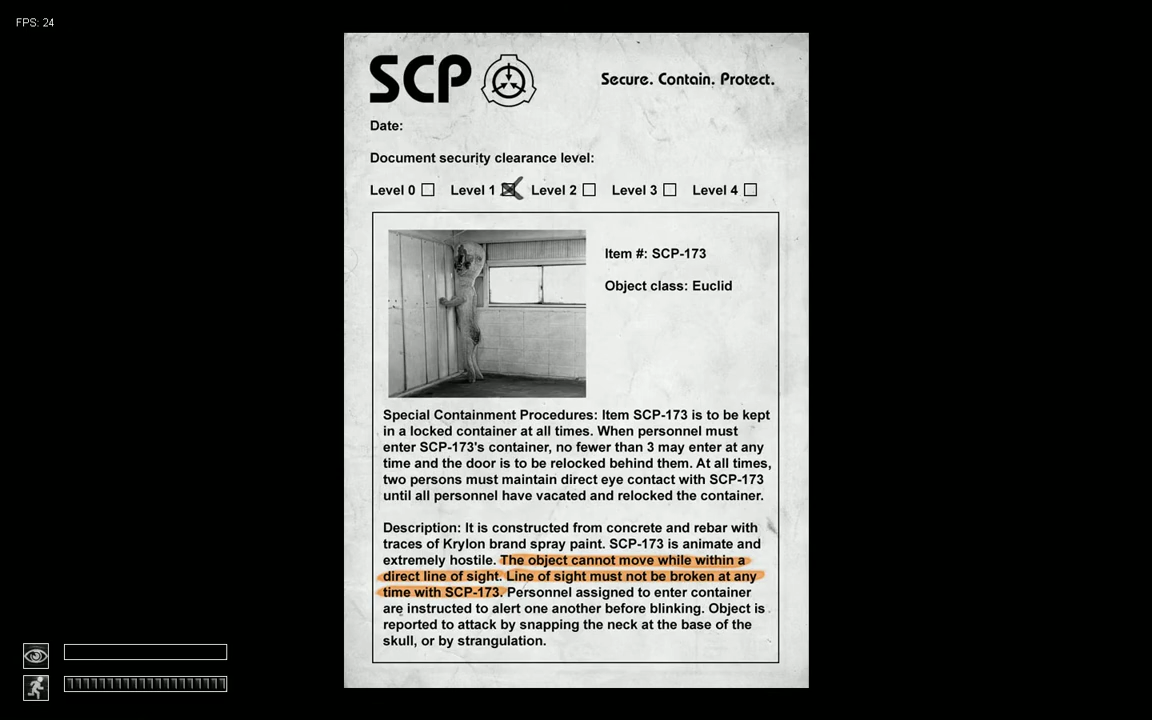 FPS: 24
SCP
Secure. Contain. Protect.
Date:
Document security clearance level:
Level 0 Level 1 Level 2 Level 3 Level 4
Item #: SCP-173
Object class: Euclid
Special Containment Procedures: Item SCP-173 is to be kept
in a locked container at all times. When personnel must
enter SCP-173's container, no fewer than 3 may enter at any
time and the door is to be relocked behind them. At all times,
two persons must maintain direct eye contact with SCP-173
until all personnel have vacated and relocked the container.
Description: It is constructed from concrete and rebar with
traces of Krylon brand spray paint. SCP-173 is animate and
extremely hostile. The object cannot move while within a
direct line of sight. Line of sight must not be broken at any
time with SCP-173. Personnel assigned to enter container
are instructed to alert one another before blinking. Object is
reported to attack by snapping the neck at the base of the
skull, or by strangulation.